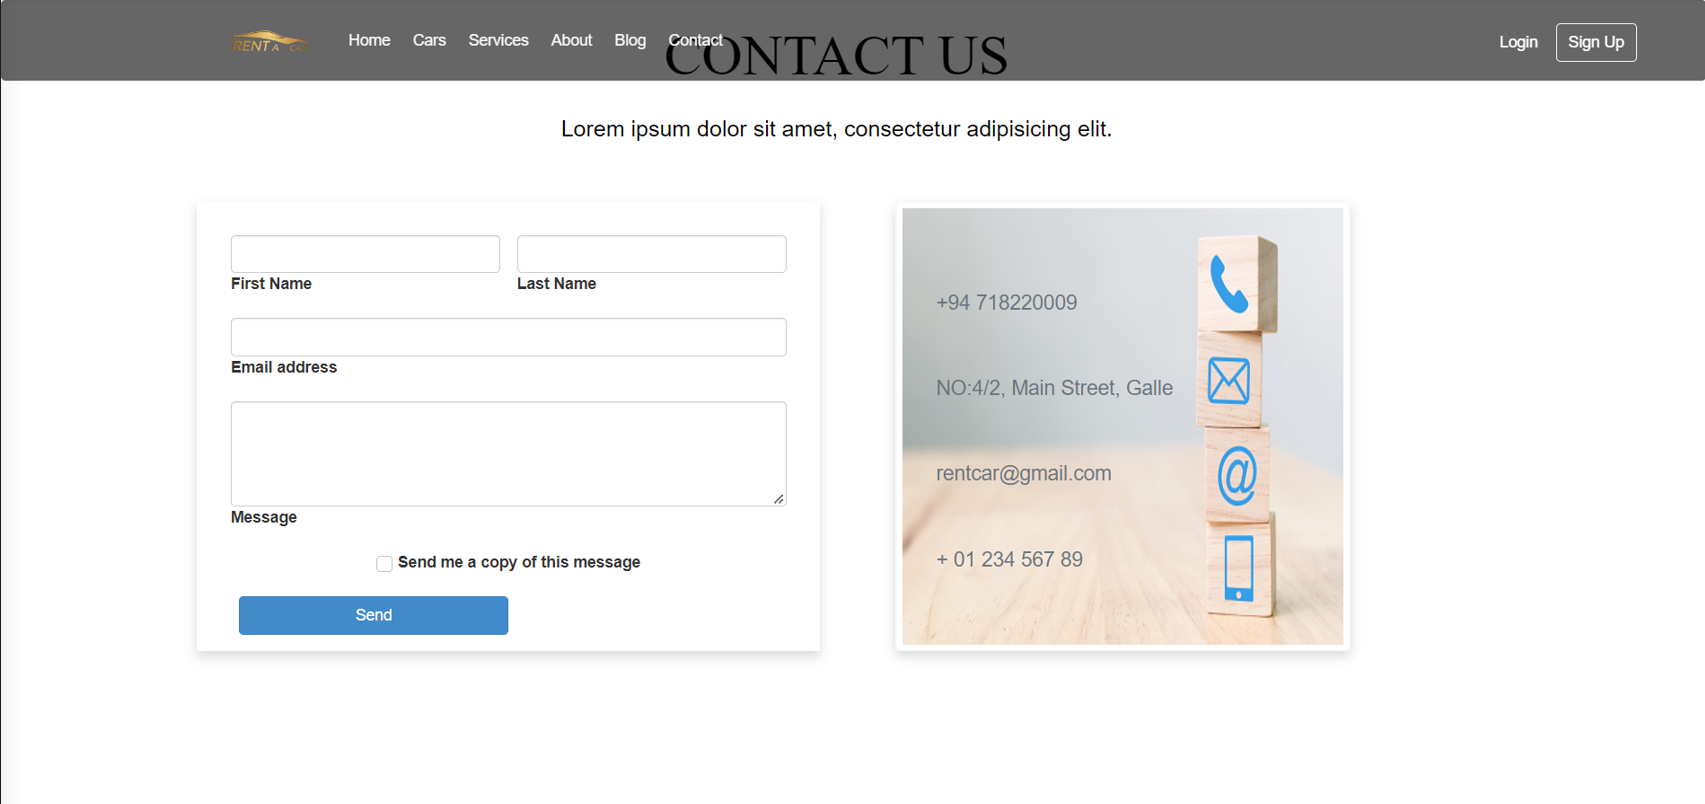 RENT A CAR
Home Cars Services About Blog Contact
CONTACT US
Login Sign Up
Lorem ipsum dolor sit amet, consectetur adipisicing elit.
First Name Last Name
Email address
Message
Send me a copy of this message
Send
+94 718220009
NO:4/2, Main Street, Galle
rentcar@gmail.com
@
+ 01 234 567 89